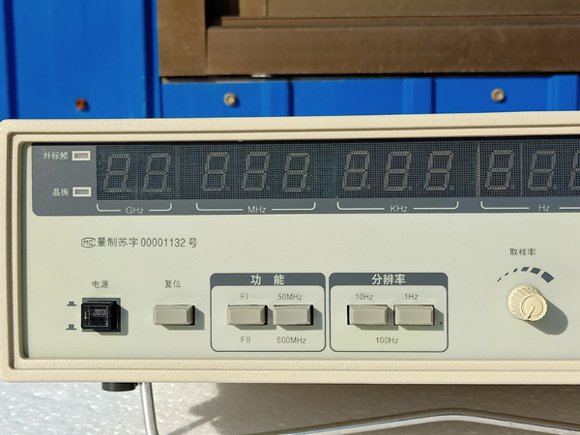 外标频
晶振
GHz MHz KHz Hz
MC 量制苏字00001132号
电源 复位 功能 分辨率 取样率
FⅠ 50MHz 10Hz 1Hz
FⅡ 500MHz 100Hz